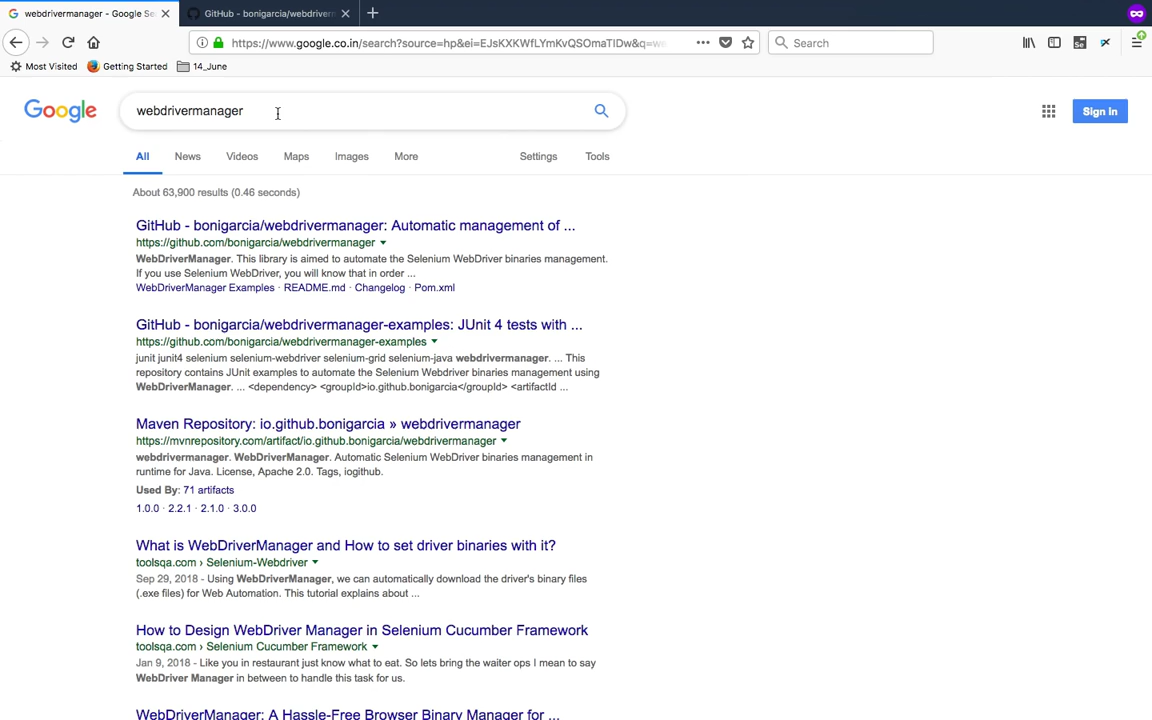 webdrivermanager - Google Se
GitHub - bonigarcia/webdriverm
https://www.google.co.in/search?source=hp&ei=EJsKXKWfLYmKvQSOmaTIDw&q=we
Search
Most Visited
Getting Started
14_June
Google
webdrivermanager
Sign in
All
News
Videos
Maps
Images
More
Settings
Tools
About 63,900 results (0.46 seconds)
GitHub - bonigarcia/webdrivermanager: Automatic management of ...
https://github.com/bonigarcia/webdrivermanager
WebDriverManager. This library is aimed to automate the Selenium WebDriver binaries management.
If you use Selenium WebDriver, you will know that in order ...
WebDriverManager Examples · README.md · Changelog · Pom.xml
GitHub - bonigarcia/webdrivermanager-examples: JUnit 4 tests with ...
https://github.com/bonigarcia/webdrivermanager-examples
junit junit4 selenium selenium-webdriver selenium-grid selenium-java webdrivermanager. ... This
repository contains JUnit examples to automate the Selenium Webdriver binaries management using
WebDriverManager. ... <dependency> <groupId>io.github.bonigarcia</groupId> <artifactId ...
Maven Repository: io.github.bonigarcia » webdrivermanager
https://mvnrepository.com/artifact/io.github.bonigarcia/webdrivermanager
webdrivermanager. WebDriverManager. Automatic Selenium WebDriver binaries management in
runtime for Java. License, Apache 2.0. Tags, iogithub.
Used By: 71 artifacts
1.0.0 · 2.2.1 · 2.1.0 · 3.0.0
What is WebDriverManager and How to set driver binaries with it?
toolsqa.com › Selenium-Webdriver
Sep 29, 2018 - Using WebDriverManager, we can automatically download the driver's binary files
(.exe files) for Web Automation. This tutorial explains about ...
How to Design WebDriver Manager in Selenium Cucumber Framework
toolsqa.com › Selenium Cucumber Framework
Jan 9, 2018 - Like you in restaurant just know what to eat. So lets bring the waiter ops I mean to say
WebDriver Manager in between to handle this task for us.
WebDriverManager: A Hassle-Free Browser Binary Manager for ...